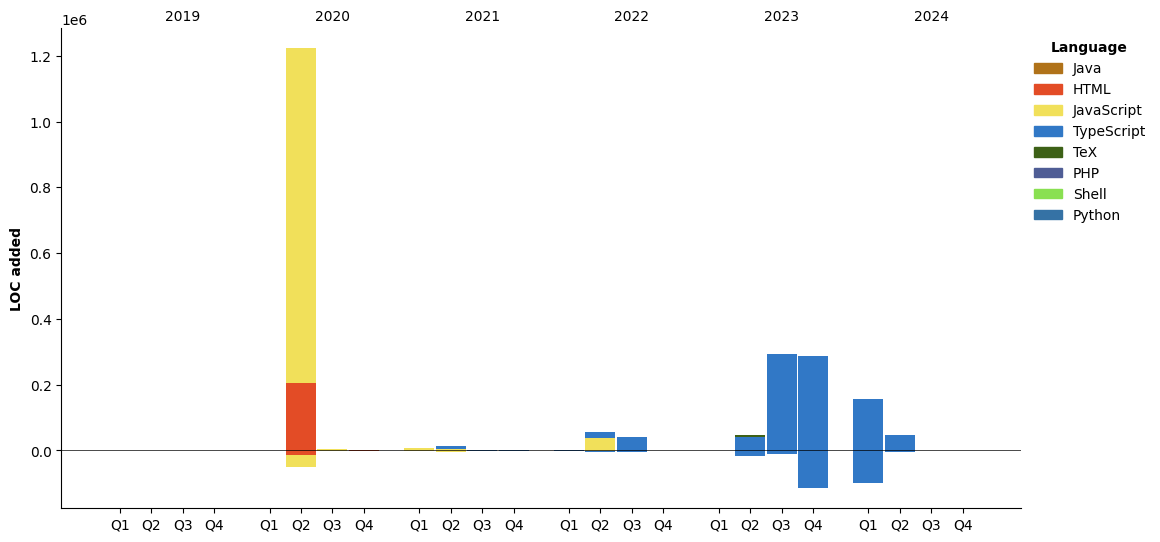 1e6 2019 2020 2021 2022 2023 2024
Language
Java
HTML
JavaScript
TypeScript
TeX
PHP
Shell
Python
LOC added
1.2
1.0
0.8
0.6
0.4
0.2
0.0
Q1 Q2 Q3 Q4 Q1 Q2 Q3 Q4 Q1 Q2 Q3 Q4 Q1 Q2 Q3 Q4 Q1 Q2 Q3 Q4 Q1 Q2 Q3 Q4